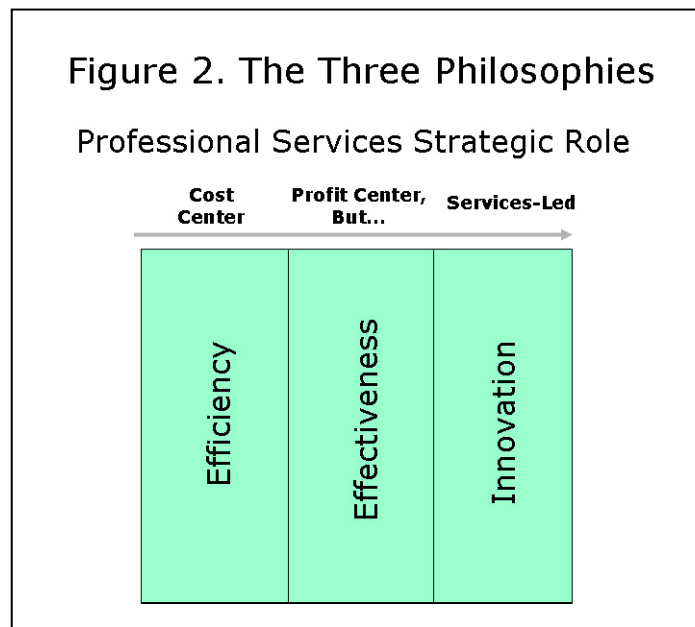 Figure 2. The Three Philosophies
Professional Services Strategic Role
Cost
Center
Profit Center,
But...
Services-Led
Efficiency
Effectiveness
Innovation